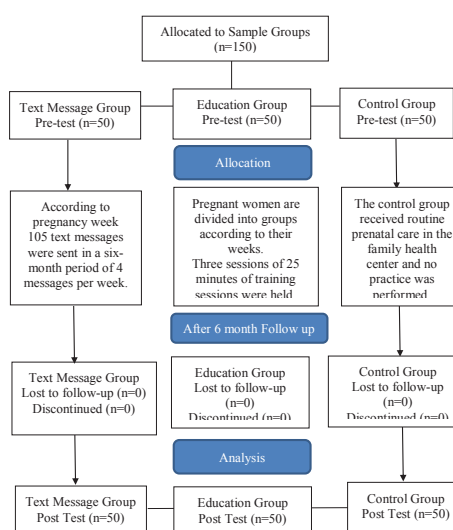 Allocated to Sample Groups
(n=150)
Text Message Group
Pre-test (n=50)
Education Group
Pre-test (n=50)
Control Group
Pre-test (n=50)
Allocation
According to
pregnancy week
105 text messages
were sent in a six-
month period of 4
messages per week.
Pregnant women are
divided into groups
according to their
weeks.
Three sessions of 25
minutes of training
sessions were held
The control group
received routine
prenatal care in the
family health
center and no
practice was
performed
After 6 month Follow up
Text Message Group
Lost to follow-up (n=0)
Discontinued (n=0)
Education Group
Lost to follow-up
(n=0)
Discontinued (n=0)
Control Group
Lost to follow-up
(n=0)
Discontinued (n=0)
Analysis
Text Message Group
Post Test (n=50)
Education Group
Post Test (n=50)
Control Group
Post Test (n=50)